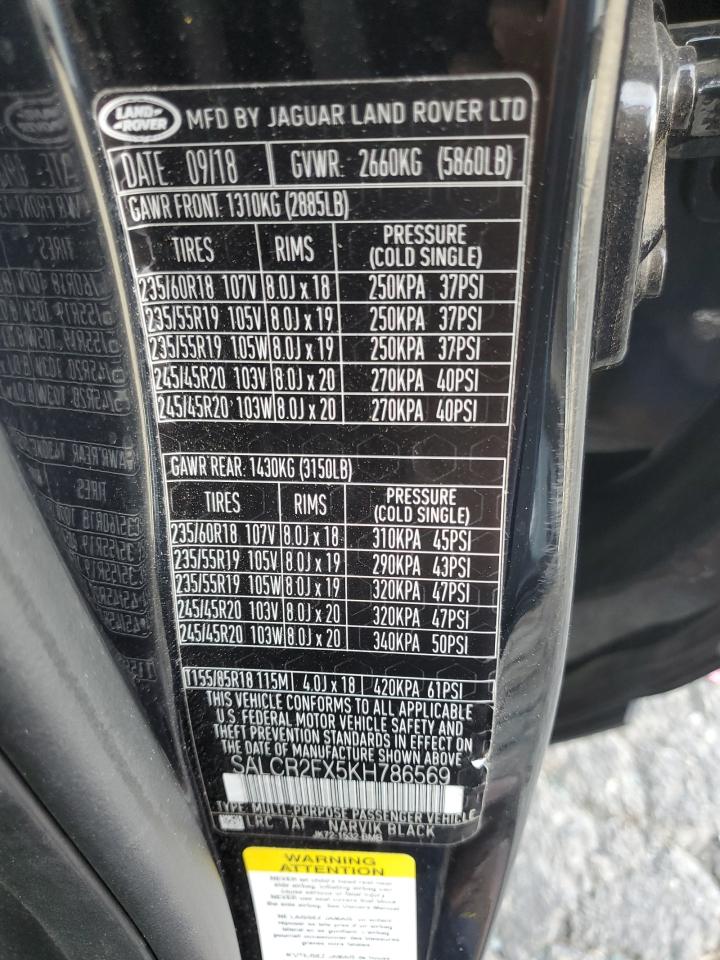 LAND ROVER MFD BY JAGUAR LAND ROVER LTD
DATE: 09/18 GVWR: 2660KG (5860LB)
GAWR FRONT: 1310KG (2885LB)
TIRES RIMS PRESSURE (COLD SINGLE)
235/60R18 107V 8.0J x 18 250KPA 37PSI
235/55R19 105V 8.0J x 19 250KPA 37PSI
235/55R19 105W 8.0J x 19 250KPA 37PSI
245/45R20 103V 8.0J x 20 270KPA 40PSI
245/45R20 103W 8.0J x 20 270KPA 40PSI
GAWR REAR: 1430KG (3150LB)
TIRES RIMS PRESSURE (COLD SINGLE)
235/60R18 107V 8.0J x 18 310KPA 45PSI
235/55R19 105V 8.0J x 19 290KPA 43PSI
235/55R19 105W 8.0J x 19 320KPA 47PSI
245/45R20 103V 8.0J x 20 320KPA 47PSI
245/45R20 103W 8.0J x 20 340KPA 50PSI
T155/85R18 115M 4.0J x 18 420KPA 61PSI
THIS VEHICLE CONFORMS TO ALL APPLICABLE
U.S. FEDERAL MOTOR VEHICLE SAFETY AND
THEFT PREVENTION STANDARDS IN EFFECT ON
THE DATE OF MANUFACTURE SHOWN ABOVE
SALCR2FX5KH786569
TYPE: MULTI-PURPOSE PASSENGER VEHICLE
LRC 1AT NARVIK BLACK
JK72-1532-BMB
WARNING
ATTENTION
NEVER